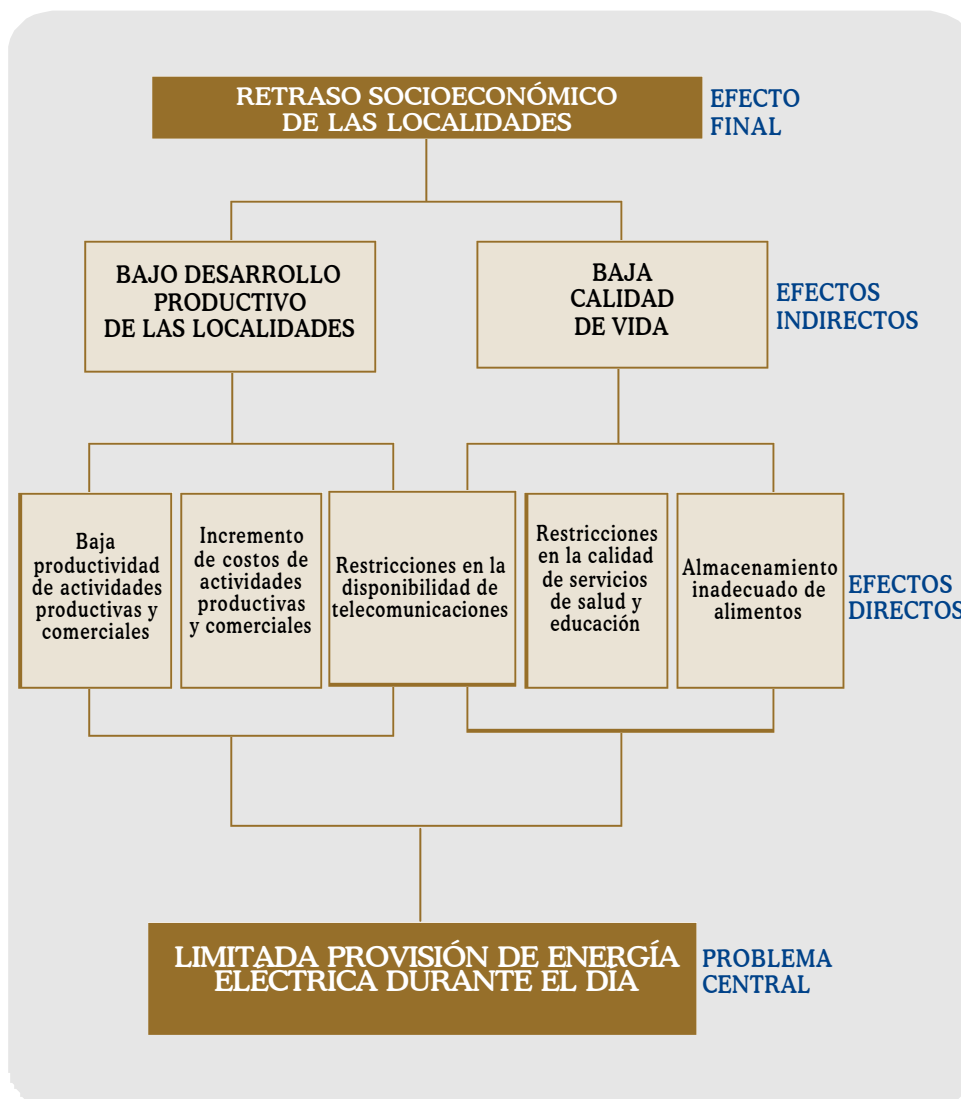 RETRASO SOCIOECONÓMICO
DE LAS LOCALIDADES
EFECTO
FINAL
BAJO DESARROLLO
PRODUCTIVO
DE LAS LOCALIDADES
BAJA
CALIDAD
DE VIDA
EFECTOS
INDIRECTOS
Baja
productividad
de actividades
productivas y
comerciales
Incremento
de costos de
actividades
productivas
y comerciales
Restricciones en la
disponibilidad de
telecomunicaciones
Restricciones
en la calidad
de servicios
de salud y
educación
Almacenamiento
inadecuado de
alimentos
EFECTOS
DIRECTOS
LIMITADA PROVISIÓN DE ENERGÍA
ELÉCTRICA DURANTE EL DÍA
PROBLEMA
CENTRAL